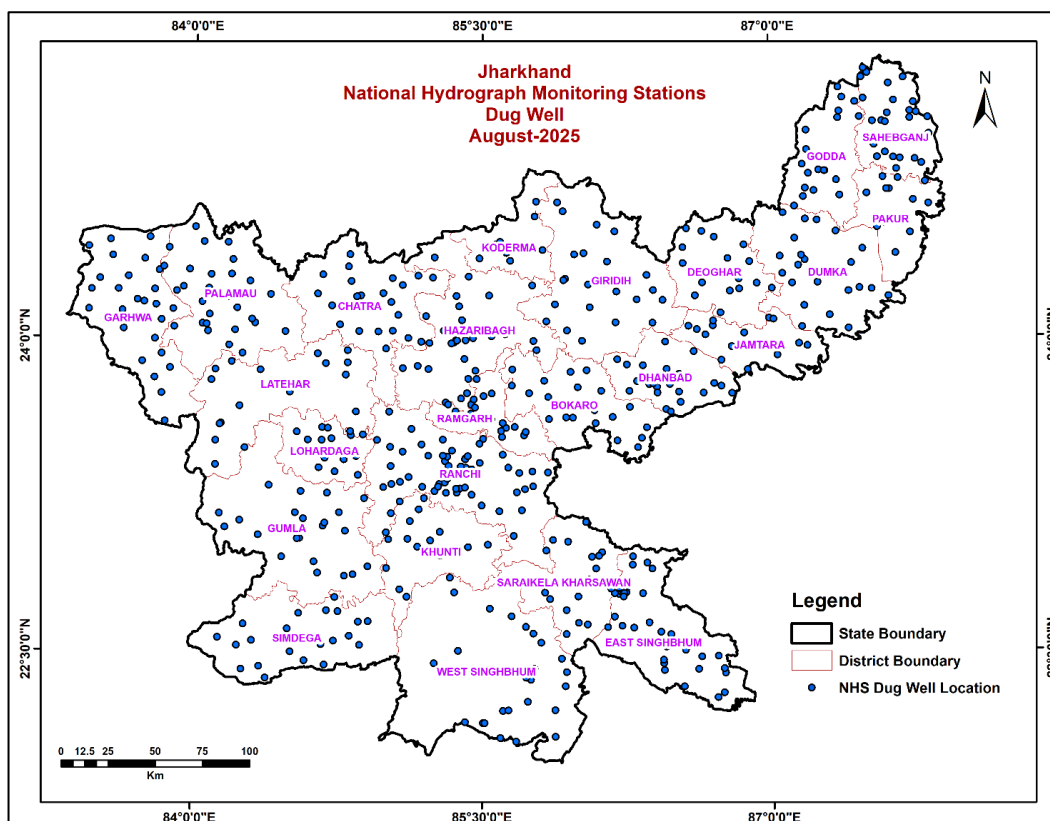 84°0'0"E 85°30'0"E 87°0'0"E
Jharkhand
National Hydrograph Monitoring Stations
Dug Well
August-2025
N
SAHEBGANJ
GODDA
PAKUR
KODERMA
DEOGHAR
DUMKA
GIRIDIH
PALAMAU
CHATRA
GARHWA
HAZARIBAGH
24°0'0"N
JAMTARA
DHANBAD
LATEHAR
BOKARO
RAMGARH
LOHARDAGA
RANCHI
GUMLA
KHUNTI
SARAIKELA KHARSAWAN
Legend
State Boundary
District Boundary
NHS Dug Well Location
SIMDEGA
EAST SINGHBHUM
22°30'0"N
WEST SINGHBHUM
0 12.5 25 50 75 100
Km
84°0'0"E 85°30'0"E 87°0'0"E